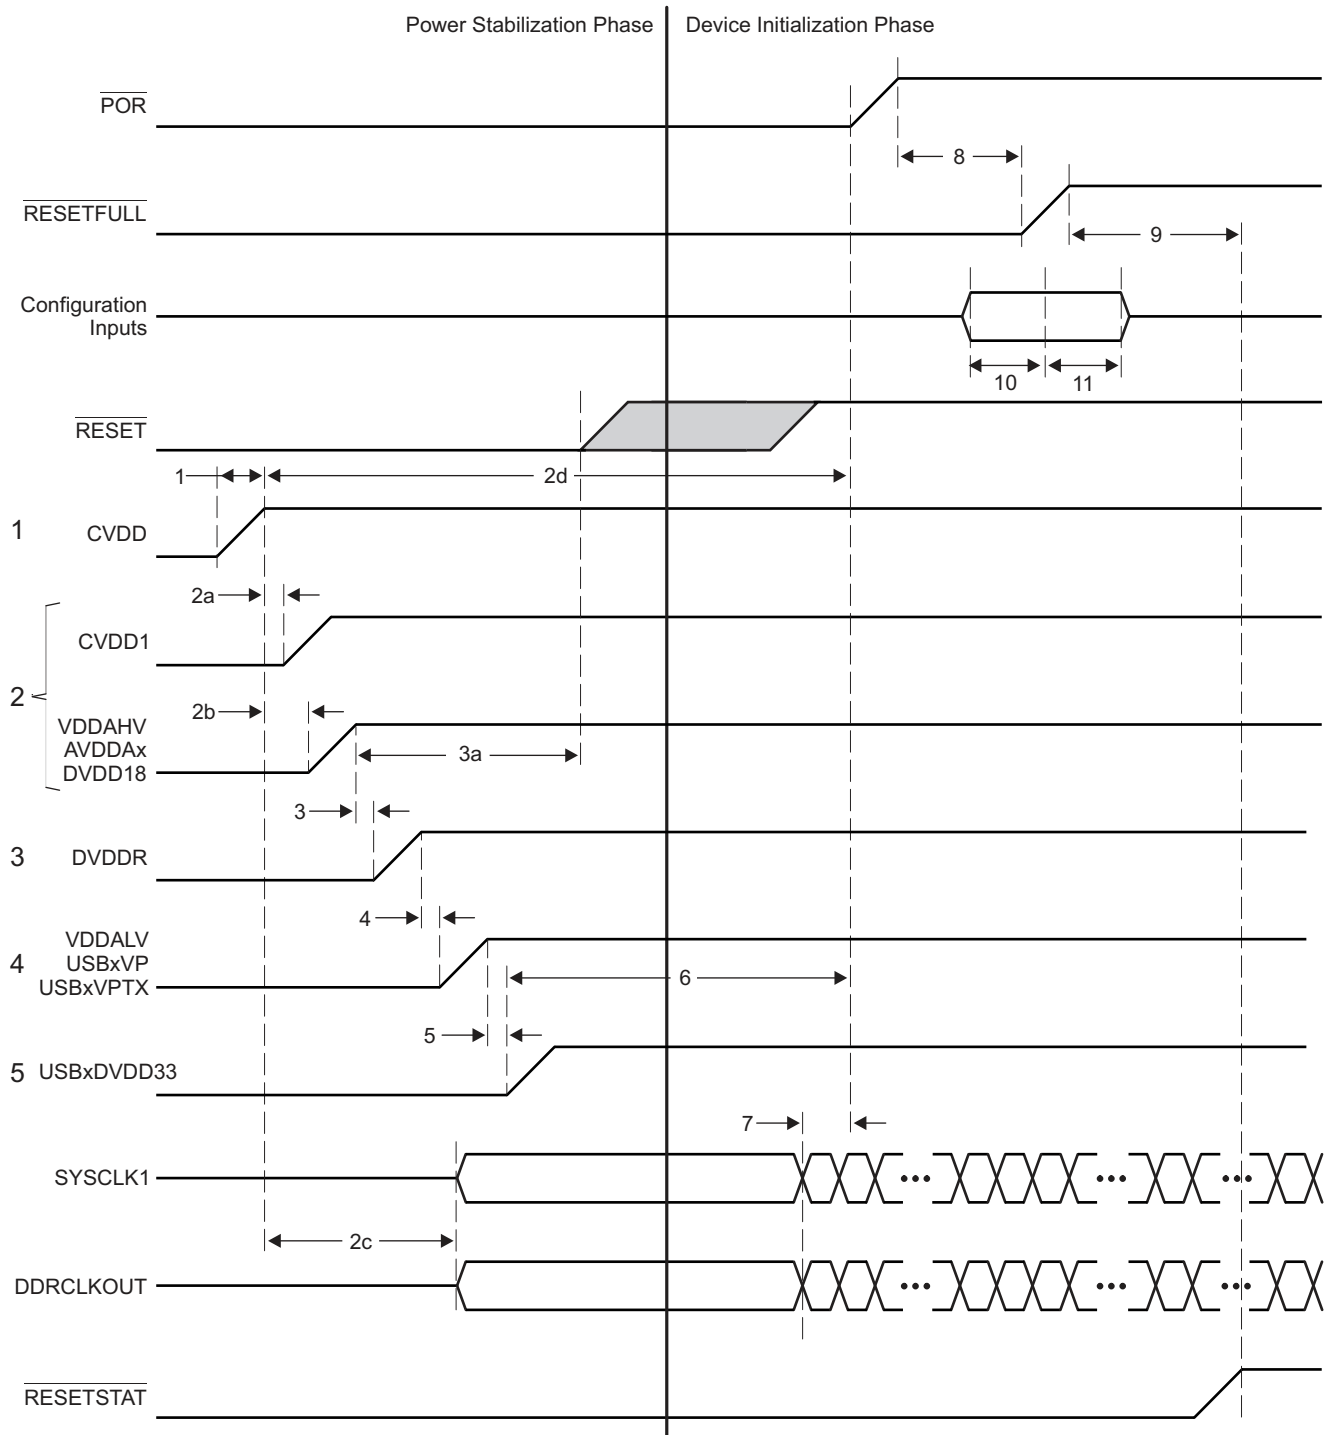 Power Stabilization Phase
Device Initialization Phase
POR
8
RESETFULL
9
Configuration
Inputs
10
11
RESET
1
2d
1
CVDD
2a
CVDD1
2
2b
VDDAHV
AVDDAx
DVDD18
3a
3
3
DVDDR
4
4
VDDALV
USBxVP
USBxVPTX
6
5
5
USBxDVDD33
7
SYSCLK1
•••
•••
•••
2c
DDRCLKOUT
•••
•••
•••
RESETSTAT